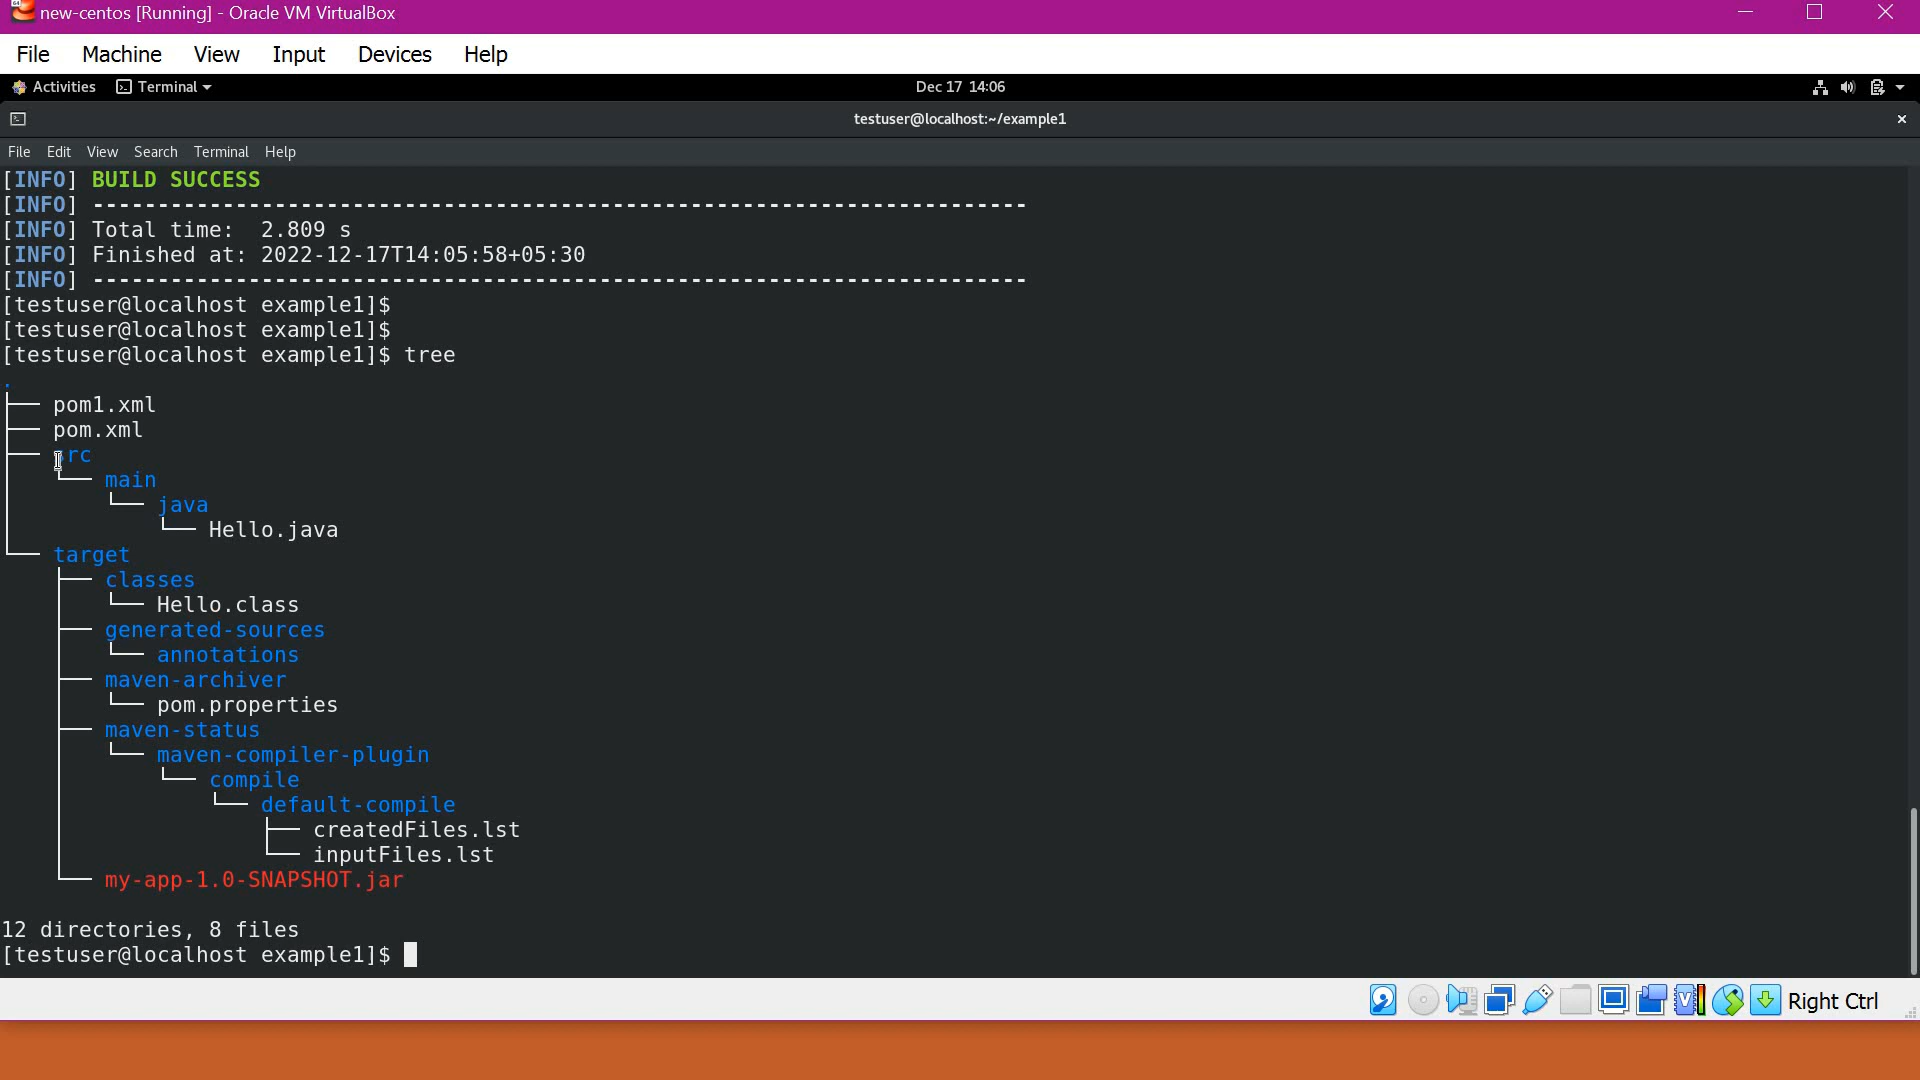 new-centos [Running] - Oracle VM VirtualBox
File Machine View Input Devices Help
Activities Terminal Dec 17 14:06
testuser@localhost:~/example1
File Edit View Search Terminal Help
[INFO] BUILD SUCCESS
[INFO] ------------------------------------------------------------------------
[INFO] Total time:  2.809 s
[INFO] Finished at: 2022-12-17T14:05:58+05:30
[INFO] ------------------------------------------------------------------------
[testuser@localhost example1]$
[testuser@localhost example1]$
[testuser@localhost example1]$ tree
.
├── pom1.xml
├── pom.xml
├── src
│   └── main
│       └── java
│           └── Hello.java
└── target
    ├── classes
    │   └── Hello.class
    ├── generated-sources
    │   └── annotations
    ├── maven-archiver
    │   └── pom.properties
    ├── maven-status
    │   └── maven-compiler-plugin
    │       └── compile
    │           └── default-compile
    │               ├── createdFiles.lst
    │               └── inputFiles.lst
    └── my-app-1.0-SNAPSHOT.jar
12 directories, 8 files
[testuser@localhost example1]$
Right Ctrl